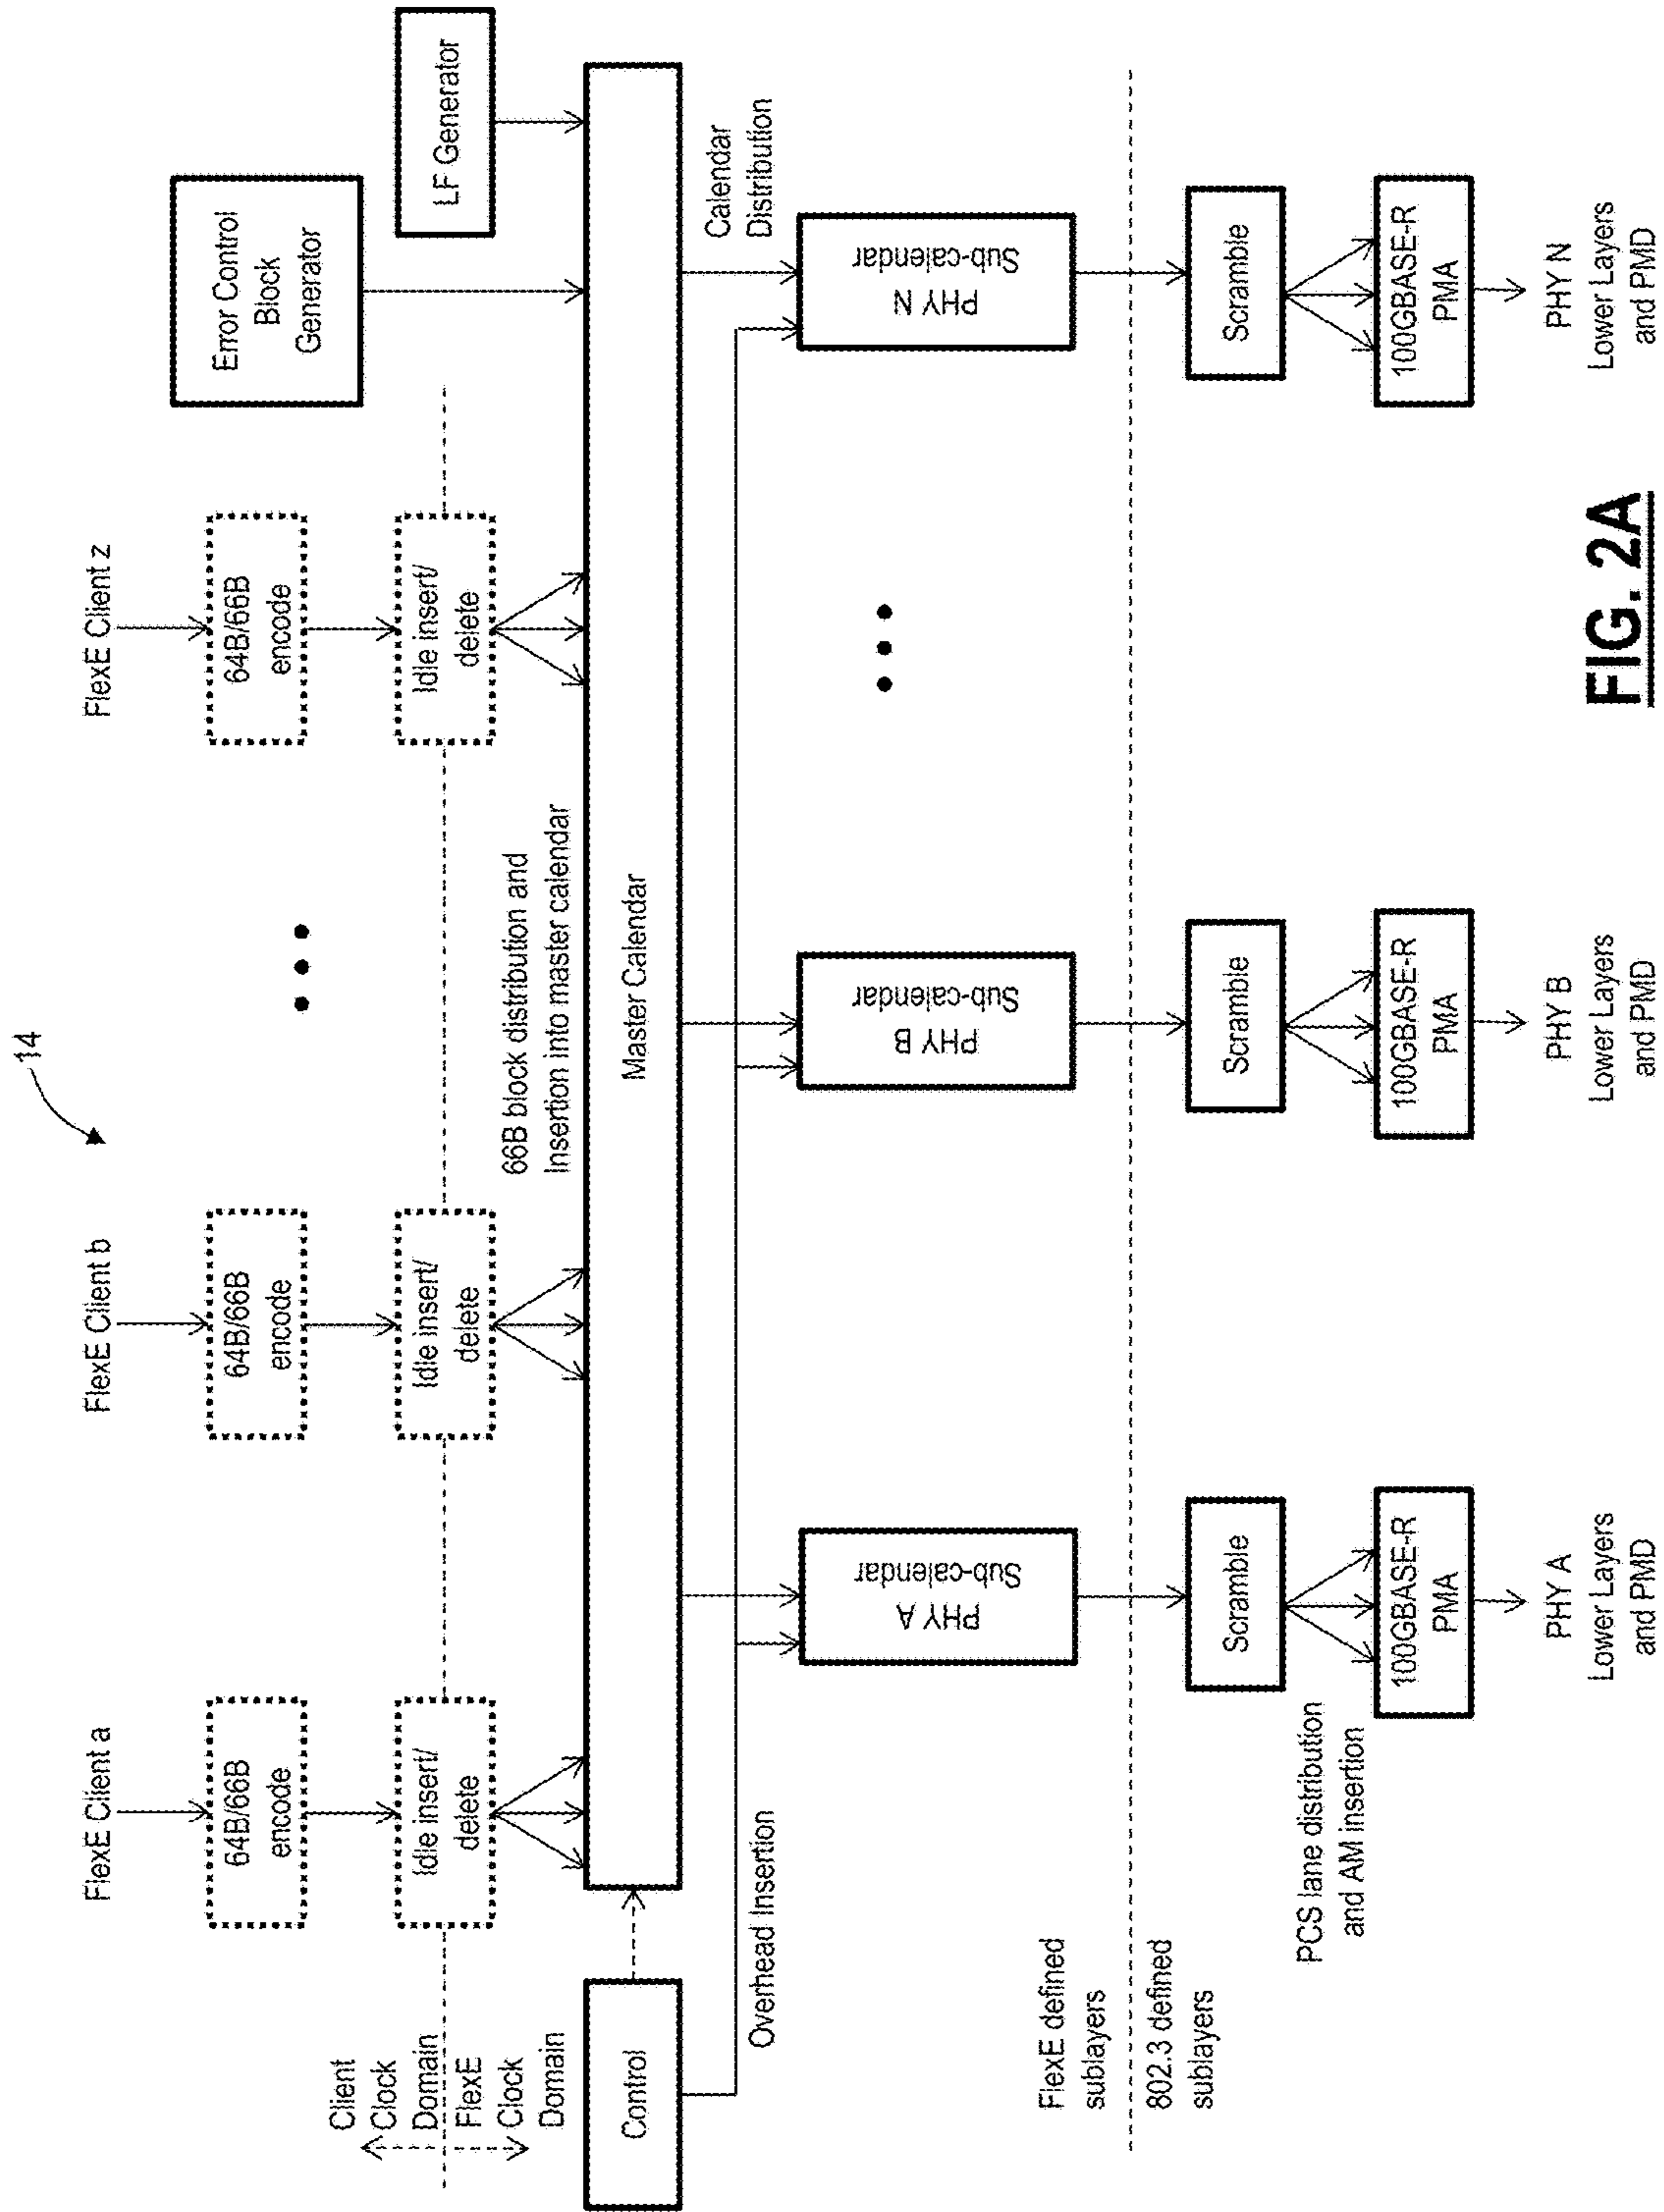 14
FlexE Client a
FlexE Client b
FlexE Client z
64B/66B
encode
64B/66B
encode
64B/66B
encode
Error Control
Block
Generator
LF Generator
Client
Clock
Domain
FlexE
Clock
Domain
Idle insert/
delete
Idle insert/
delete
Idle insert/
delete
66B block distribution and
Insertion into master calendar
Control
Master Calendar
Overhead Insertion
Calendar
Distribution
PHY A
Sub-calendar
PHY B
Sub-calendar
PHY N
Sub-calendar
FlexE defined
sublayers
802.3 defined
sublayers
Scramble
Scramble
Scramble
PCS lane distribution
and AM insertion
100GBASE-R
PMA
100GBASE-R
PMA
100GBASE-R
PMA
PHY A
Lower Layers
and PMD
PHY B
Lower Layers
and PMD
PHY N
Lower Layers
and PMD
FIG. 2A